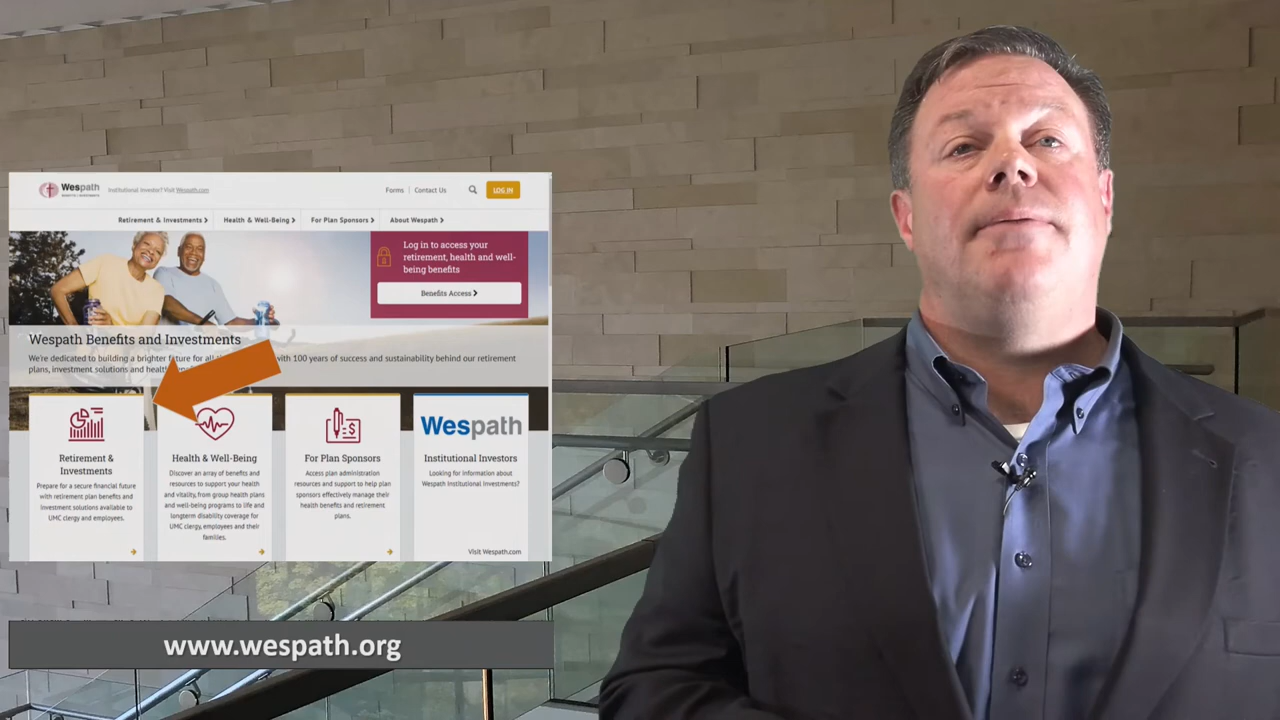 Wespath
BENEFITS & INVESTMENTS
Institutional Investor? Visit Wespath.com
Forms | Contact Us
LOG IN
Retirement & Investments
Health & Well-Being
For Plan Sponsors
About Wespath
Log in to access your
retirement, health and well-
being benefits
Benefits Access
Wespath Benefits and Investments
We're dedicated to building a brighter future for all with 100 years of success and sustainability behind our retirement
plans, investment solutions and health
Retirement &
Investments
Prepare for a secure financial future
with retirement plan benefits and
investment solutions available to
UMC clergy and employees.
Health & Well-Being
Discover an array of benefits and
resources to support your health
and vitality, from group health plans
and well-being programs to life and
longterm disability coverage for
UMC clergy, employees and their
families.
For Plan Sponsors
Access plan administration
resources and support to help plan
sponsors effectively manage their
health benefits and retirement
plans.
Wespath
Institutional Investors
Looking for information about
Wespath Institutional Investments?
Visit Wespath.com
www.wespath.org